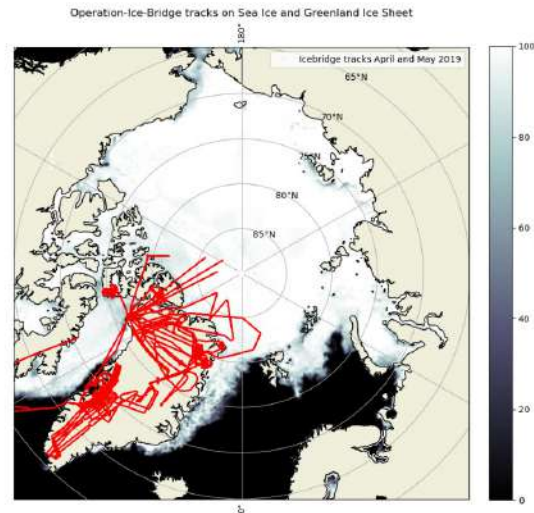 Operation-Ice-Bridge tracks on Sea Ice and Greenland Ice Sheet
180°
Icebridge tracks April and May 2019
65°N
70°N
75°N
80°N
85°N
0°
100
80
60
40
20
0